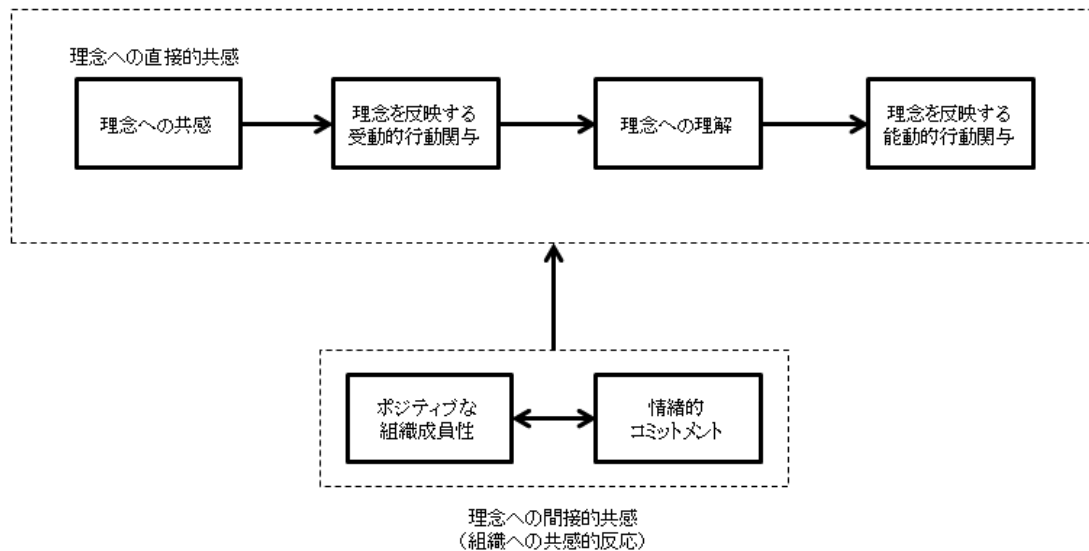 理念への直接的共感
理念への共感
理念を反映する
受動的行動関与
理念への理解
理念を反映する
能動的行動関与
ポジティブな
組織成員性
情緒的
コミットメント
理念への間接的共感
(組織への共感的反応)